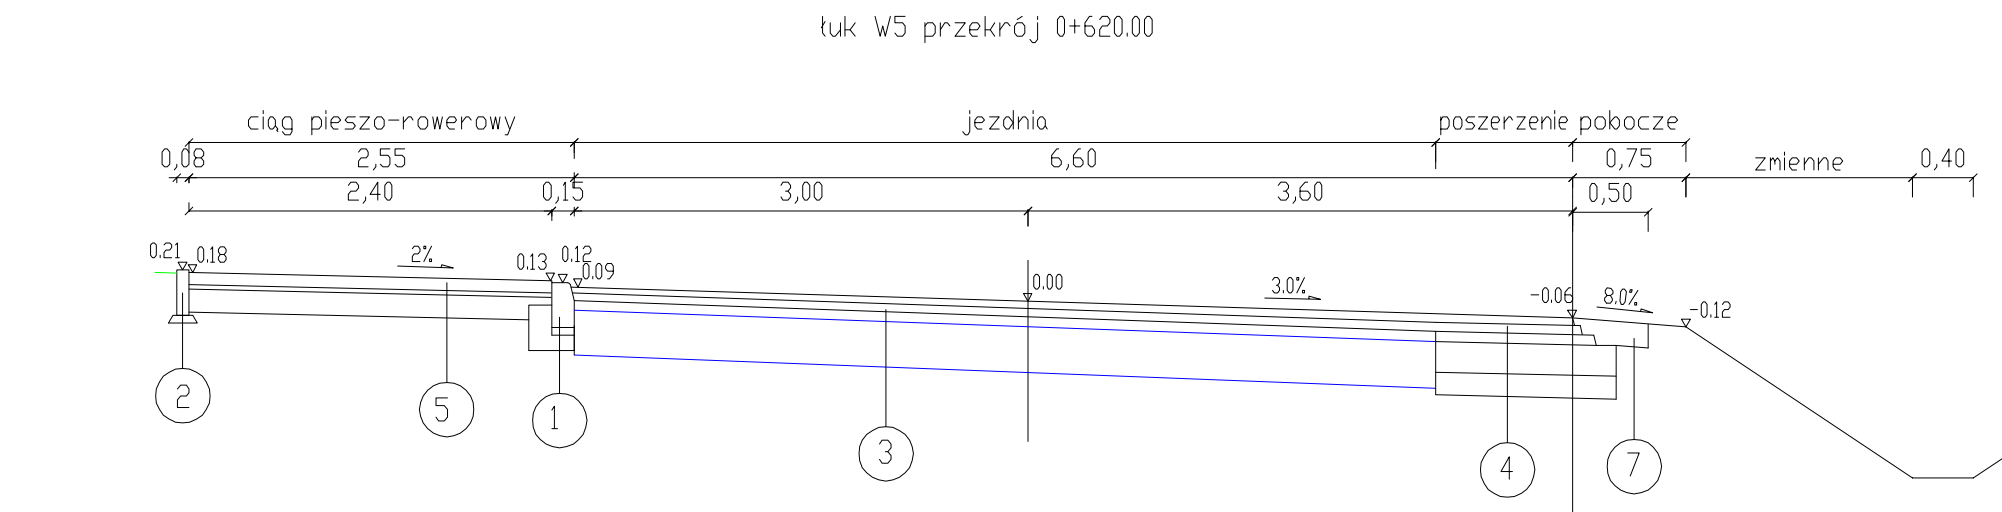 łuk W5 przekrój 0+620.00
ciąg pieszo-rowerowy jezdnia poszerzenie pobocze
0,08 2,55 6,60 0,75 zmienne 0,40
2,40 0,15 3,00 3,60 0,50
0.21 0.18 2% 0.13 0.12 0.09 0.00 3.0% -0.06 8.0% -0.12
2 5 1 3 4 7